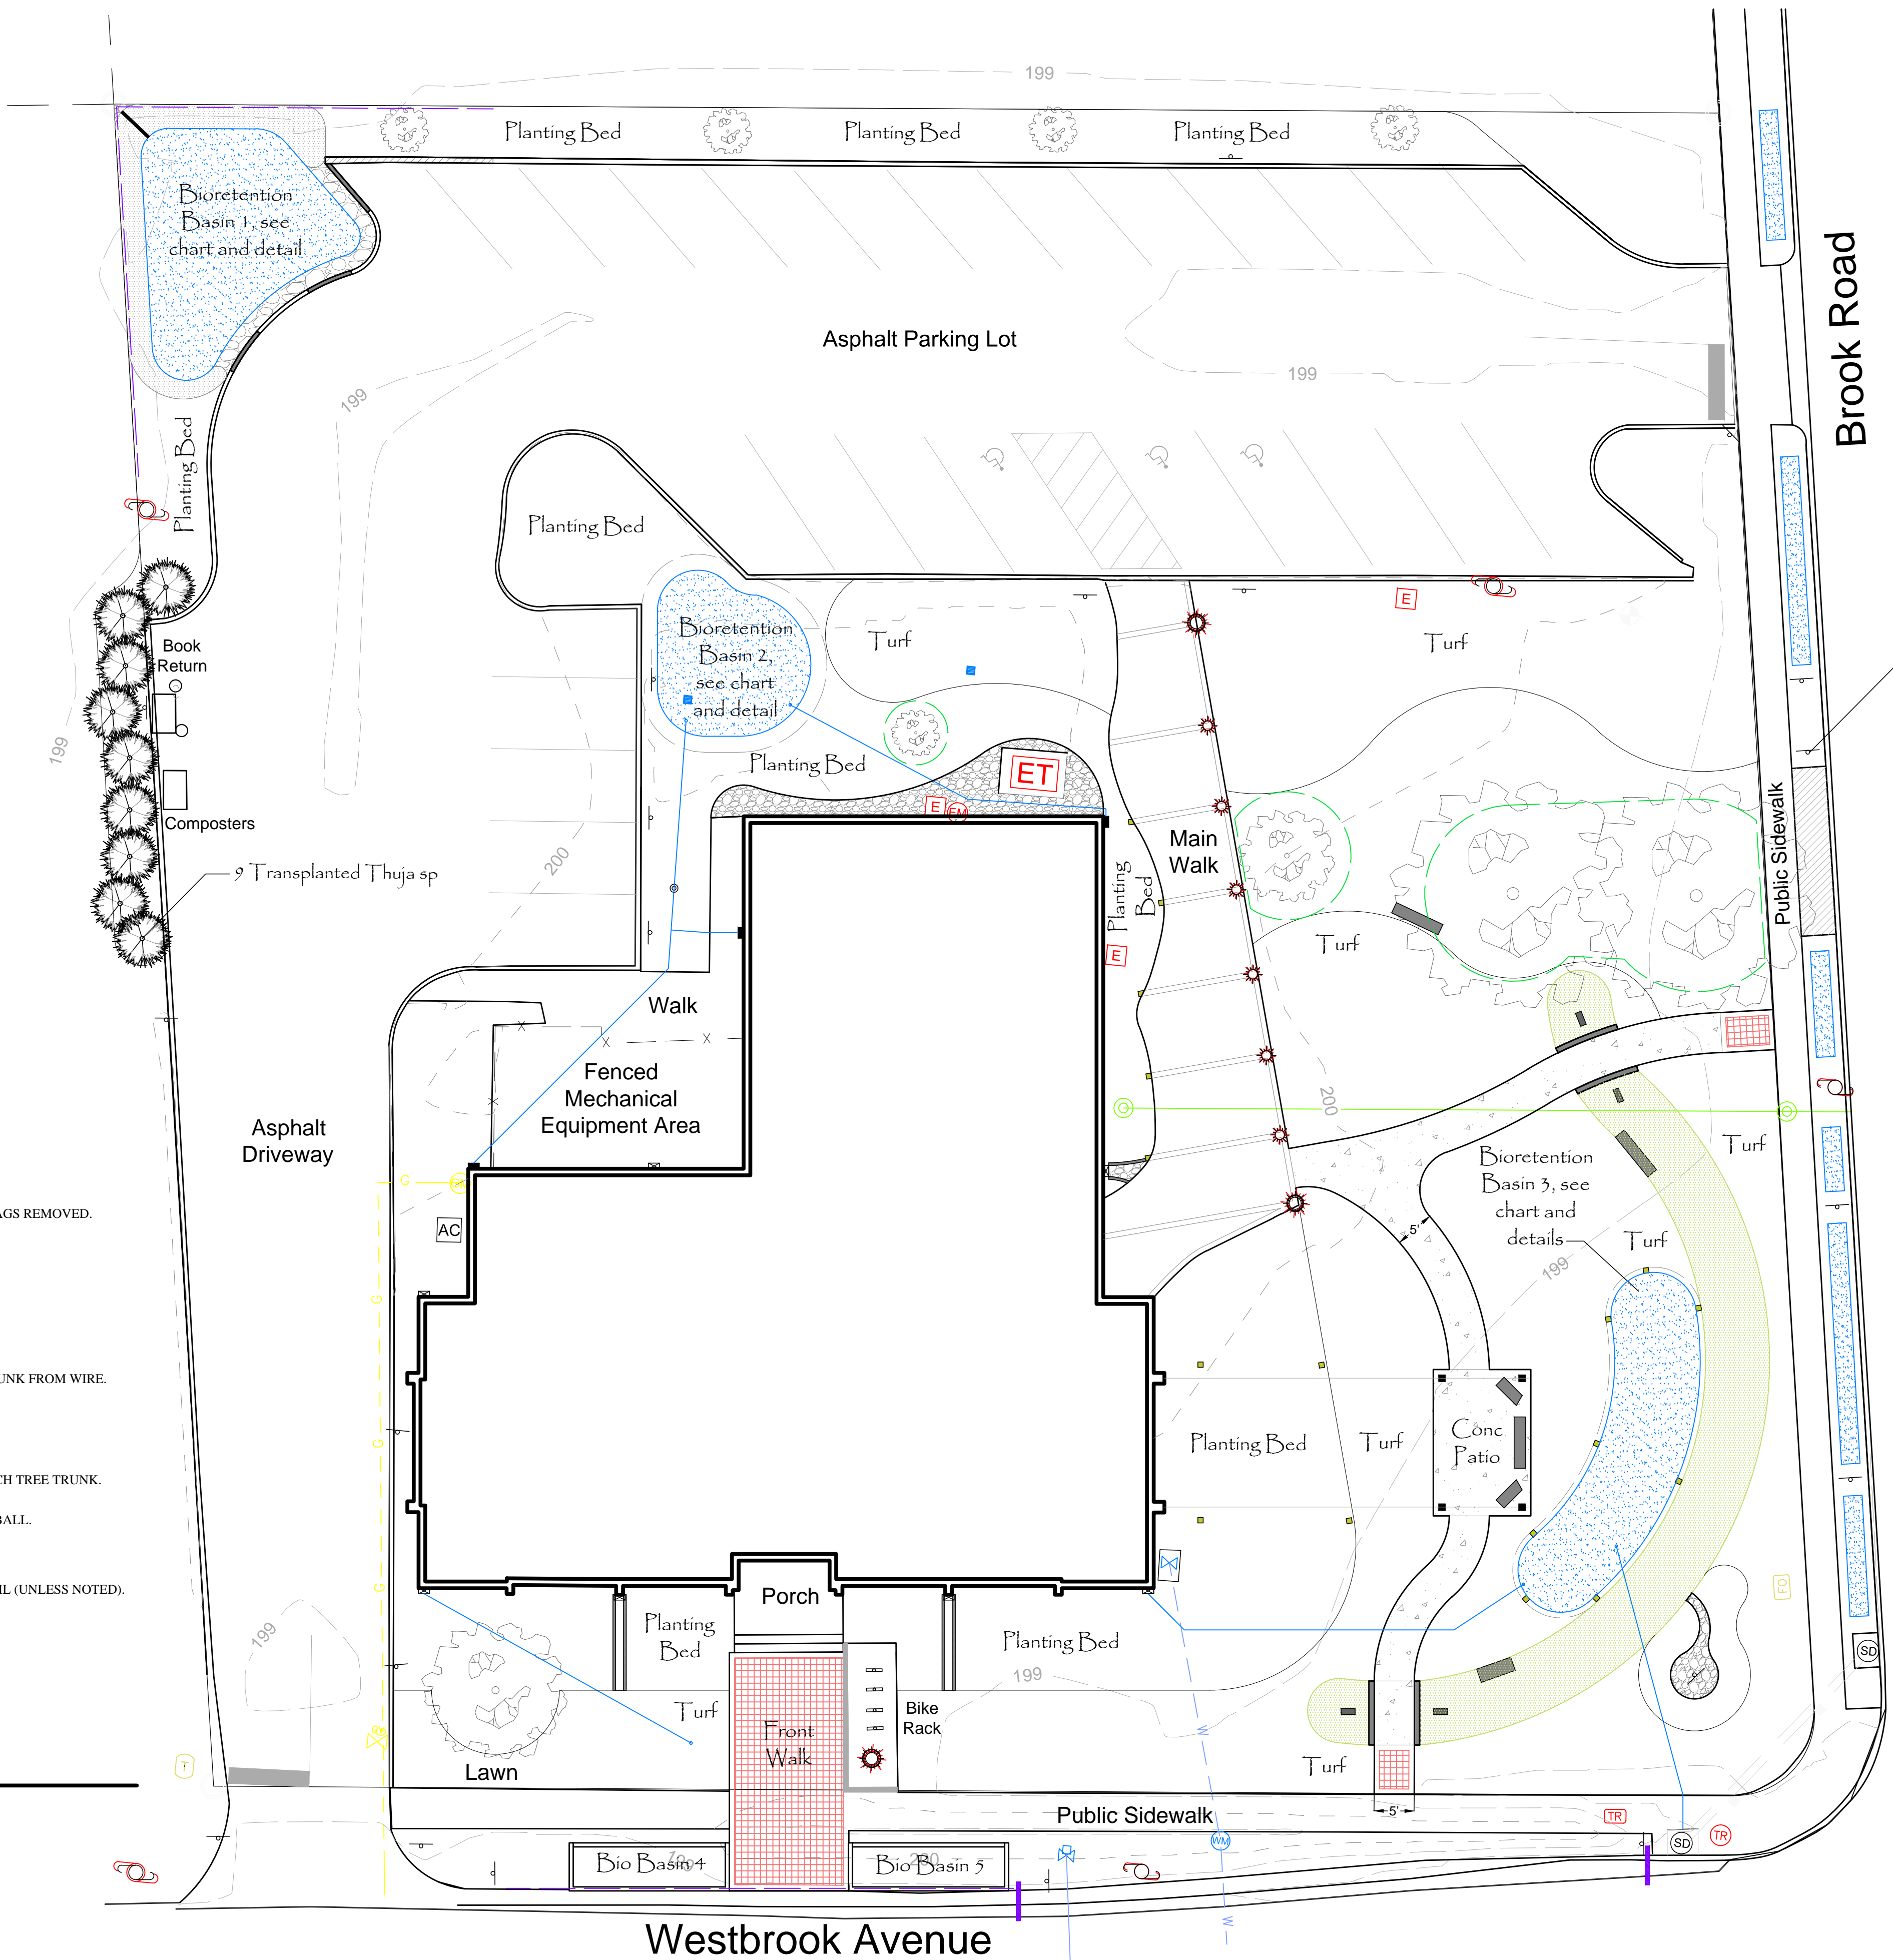 199
Planting Bed
Planting Bed
Planting Bed
Bioretention
Basin 1, see
chart and detail
Brook Road
Asphalt Parking Lot
199
199
Planting Bed
Planting Bed
Bioretention
Basin 2,
see chart
and detail
Turf
E
Turf
Book
Return
199
Planting Bed
ET
E
EM
Composters
Main
Walk
Planting
Bed
Public Sidewalk
200
9 Transplanted Thuja sp
Turf
E
Walk
Fenced
Mechanical
Equipment Area
200
Asphalt
Driveway
Turf
Bioretention
Basin 3, see
chart and
details
G
AGS REMOVED.
AC
5'
Turf
199
G
UNK FROM WIRE.
Planting Bed
Turf
Conc
Patio
G
CH TREE TRUNK.
BALL.
IL (UNLESS NOTED).
G
Porch
FO
199
Planting
Bed
Planting Bed
199
SD
Turf
Front
Walk
Bike
Rack
W
T
Lawn
Turf
5'
Public Sidewalk
TR
WM
SD
TR
Bio Basin 4
Bio Basin 5
200
W
Westbrook Avenue